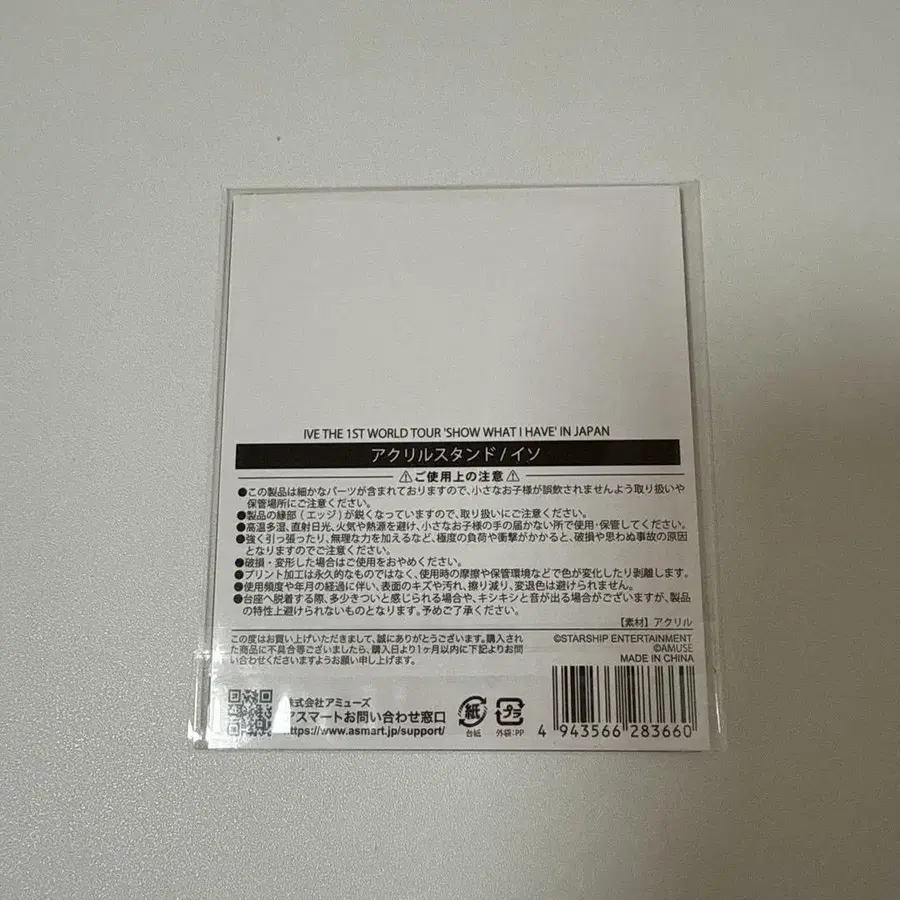 IVE THE 1ST WORLD TOUR 'SHOW WHAT I HAVE' IN JAPAN
アクリルスタンド / イソ
⚠ご使用上の注意⚠
●この製品は細かなパーツが含まれておりますので、小さなお子様が誤飲されませんよう取り扱いや
保管場所にご注意ください。
●製品の縁部(エッジ)が鋭くなっていますので、取り扱いにご注意ください。
●高温多湿、直射日光、火気や熱源を避け、小さなお子様の手の届かない所で使用・保管してください。
●強く引っ張ったり、無理な力を加えるなど、極度の負荷や衝撃がかかると、破損や思わぬ事故の原因
となりますのでご注意ください。
●破損・変形した場合はご使用をおやめください。
●プリント加工は永久的なものではなく、使用時の摩擦や保管環境などで色が変化したり剥離します。
●使用頻度や年月の経過に伴い、表面のキズや汚れ、擦り減り、変退色は避けられません。
●台座へ脱着する際、多少きついと感じられる場合や、キシキシと音が出る場合がございますが、製品
の特性上避けられないものとなります。予めご了承ください。
【素材】アクリル
この度はお買い上げいただきまして、誠にありがとうございます。購入され
た商品に不具合等ございましたら、購入日より1ヶ月以内に下記よりお問
い合わせくださいますようお願い申し上げます。
©STARSHIP ENTERTAINMENT
©AMUSE
MADE IN CHINA
株式会社アミューズ
アスマートお問い合わせ窓口
https://www.asmart.jp/support/
紙
台紙
プラ
外袋:PP
4 943566 283660